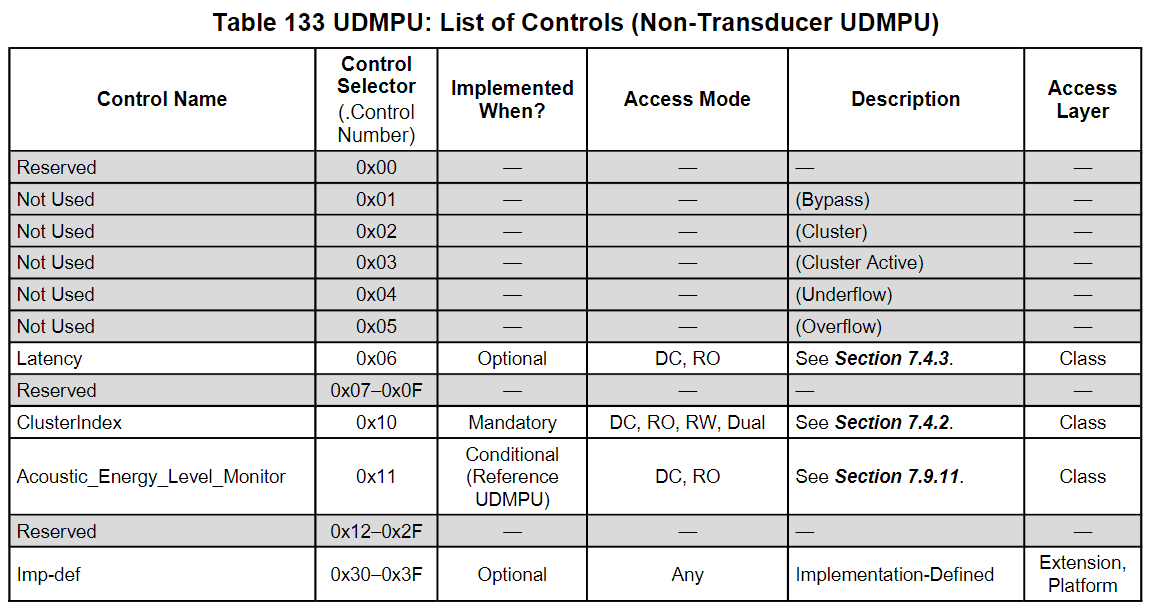 Table 133 UDMPU: List of Controls (Non-Transducer UDMPU)
Control Name | Control Selector (.Control Number) | Implemented When? | Access Mode | Description | Access Layer
Reserved | 0x00 | — | — | — | —
Not Used | 0x01 | — | — | (Bypass) | —
Not Used | 0x02 | — | — | (Cluster) | —
Not Used | 0x03 | — | — | (Cluster Active) | —
Not Used | 0x04 | — | — | (Underflow) | —
Not Used | 0x05 | — | — | (Overflow) | —
Latency | 0x06 | Optional | DC, RO | See Section 7.4.3. | Class
Reserved | 0x07–0x0F | — | — | — | —
ClusterIndex | 0x10 | Mandatory | DC, RO, RW, Dual | See Section 7.4.2. | Class
Acoustic_Energy_Level_Monitor | 0x11 | Conditional (Reference UDMPU) | DC, RO | See Section 7.9.11. | Class
Reserved | 0x12–0x2F | — | — | — | —
Imp-def | 0x30–0x3F | Optional | Any | Implementation-Defined | Extension, Platform